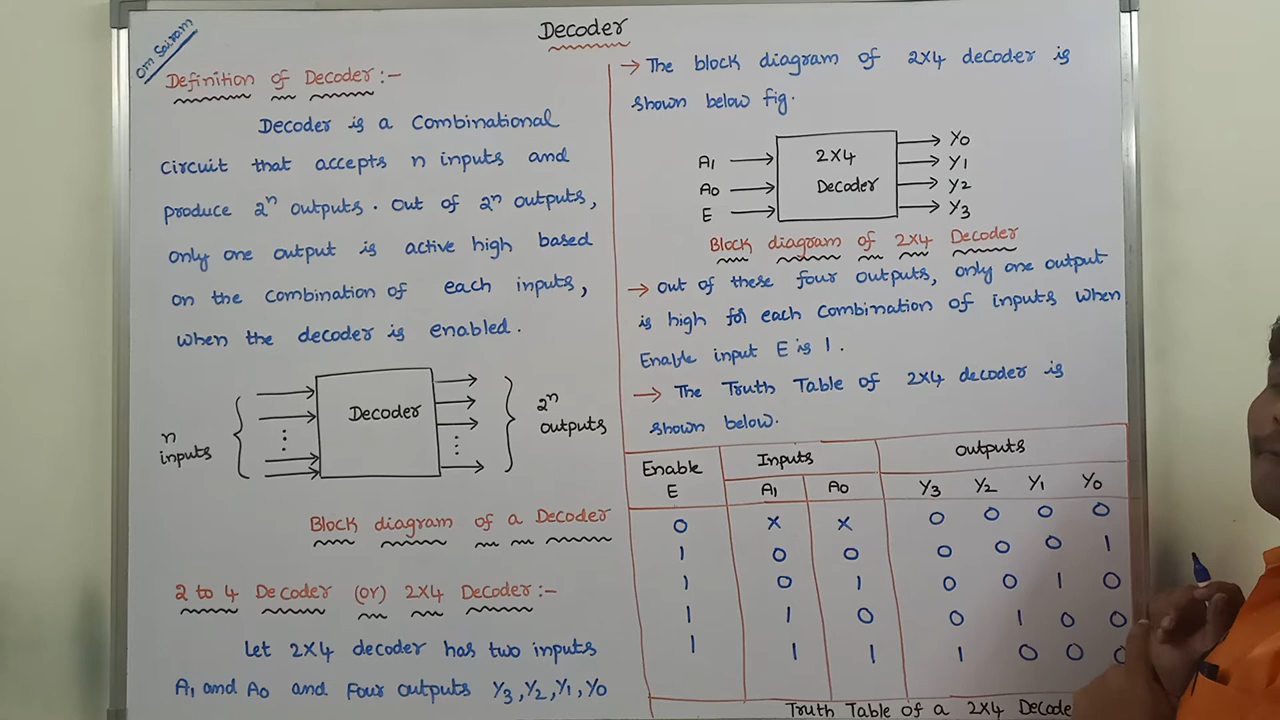 Decoder
Om Sairam
Definition of Decoder:-
Decoder is a Combinational
Circuit that accepts n inputs and
produce 2ⁿ outputs. Out of 2ⁿ outputs,
only one output is active high based
on the Combination of each inputs,
when the decoder is enabled.
n
inputs
Decoder
2ⁿ
outputs
Block diagram of a Decoder
2 to 4 Decoder (or) 2x4 Decoder:-
Let 2x4 decoder has two inputs
A1 and A0 and Four outputs Y3, Y2, Y1, Y0
→ The block diagram of 2x4 decoder is
shown below fig.
A1
A0
E
2x4
Decoder
Y0
Y1
Y2
Y3
Block diagram of 2x4 Decoder
→ out of these four outputs, only one output
is high for each Combination of inputs when
Enable input E is 1.
→ The Truth Table of 2x4 decoder is
shown below.
Enable Inputs Outputs
E A1 A0 Y3 Y2 Y1 Y0
0 x x 0 0 0 0
1 0 0 0 0 0 1
1 0 1 0 0 1 0
1 1 0 0 1 0 0
1 1 1 1 0 0 0
Truth Table of a 2x4 Decode